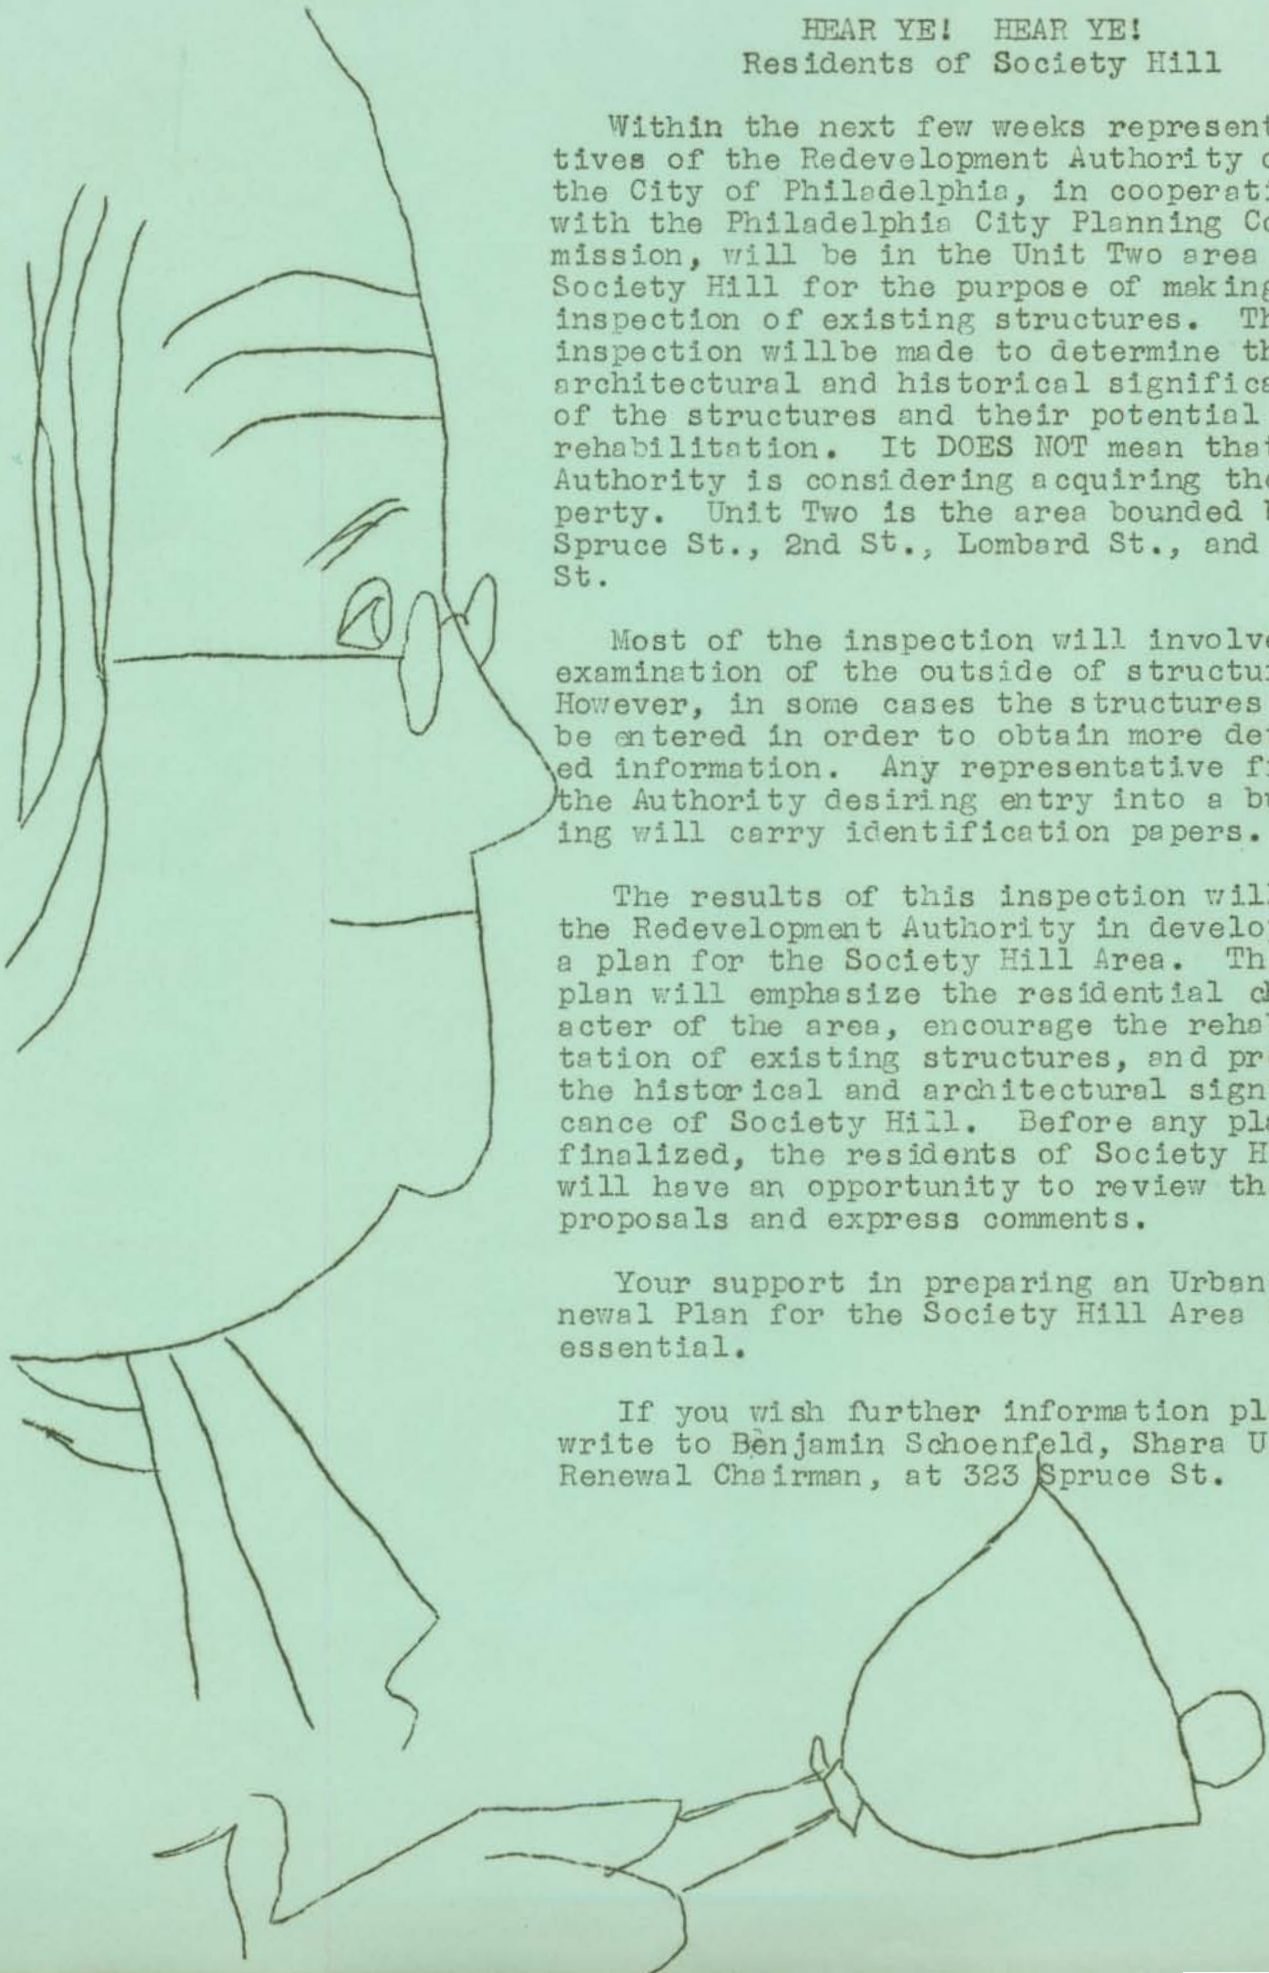 HEAR YE! HEAR YE!
Residents of Society Hill
Within the next few weeks represent
tives of the Redevelopment Authority
the City of Philadelphia, in cooperati
with the Philadelphia City Planning Co
mission, will be in the Unit Two area
Society Hill for the purpose of making
inspection of existing structures. Th
inspection willbe made to determine th
architectural and historical significa
of the structures and their potential
rehabilitation. It DOES NOT mean that
Authority is considering acquiring the
perty. Unit Two is the area bounded
Spruce St., 2nd St., Lombard St., and
St.
Most of the inspection will involve
examination of the outside of structu
However, in some cases the structures
be entered in order to obtain more de
ed information. Any representative f
the Authority desiring entry into a b
ing will carry identification papers.
The results of this inspection wil
the Redevelopment Authority in develo
a plan for the Society Hill Area. Th
plan will emphasize the residential c
acter of the area, encourage the reha
tation of existing structures, and pr
the historical and architectural sign
cance of Society Hill. Before any pla
finalized, the residents of Society H
will have an opportunity to review th
proposals and express comments.
Your support in preparing an Urban
newal Plan for the Society Hill Area
essential.
If you wish further information pl
write to Benjamin Schoenfeld, Shara U
Renewal Chairman, at 323 Spruce St.